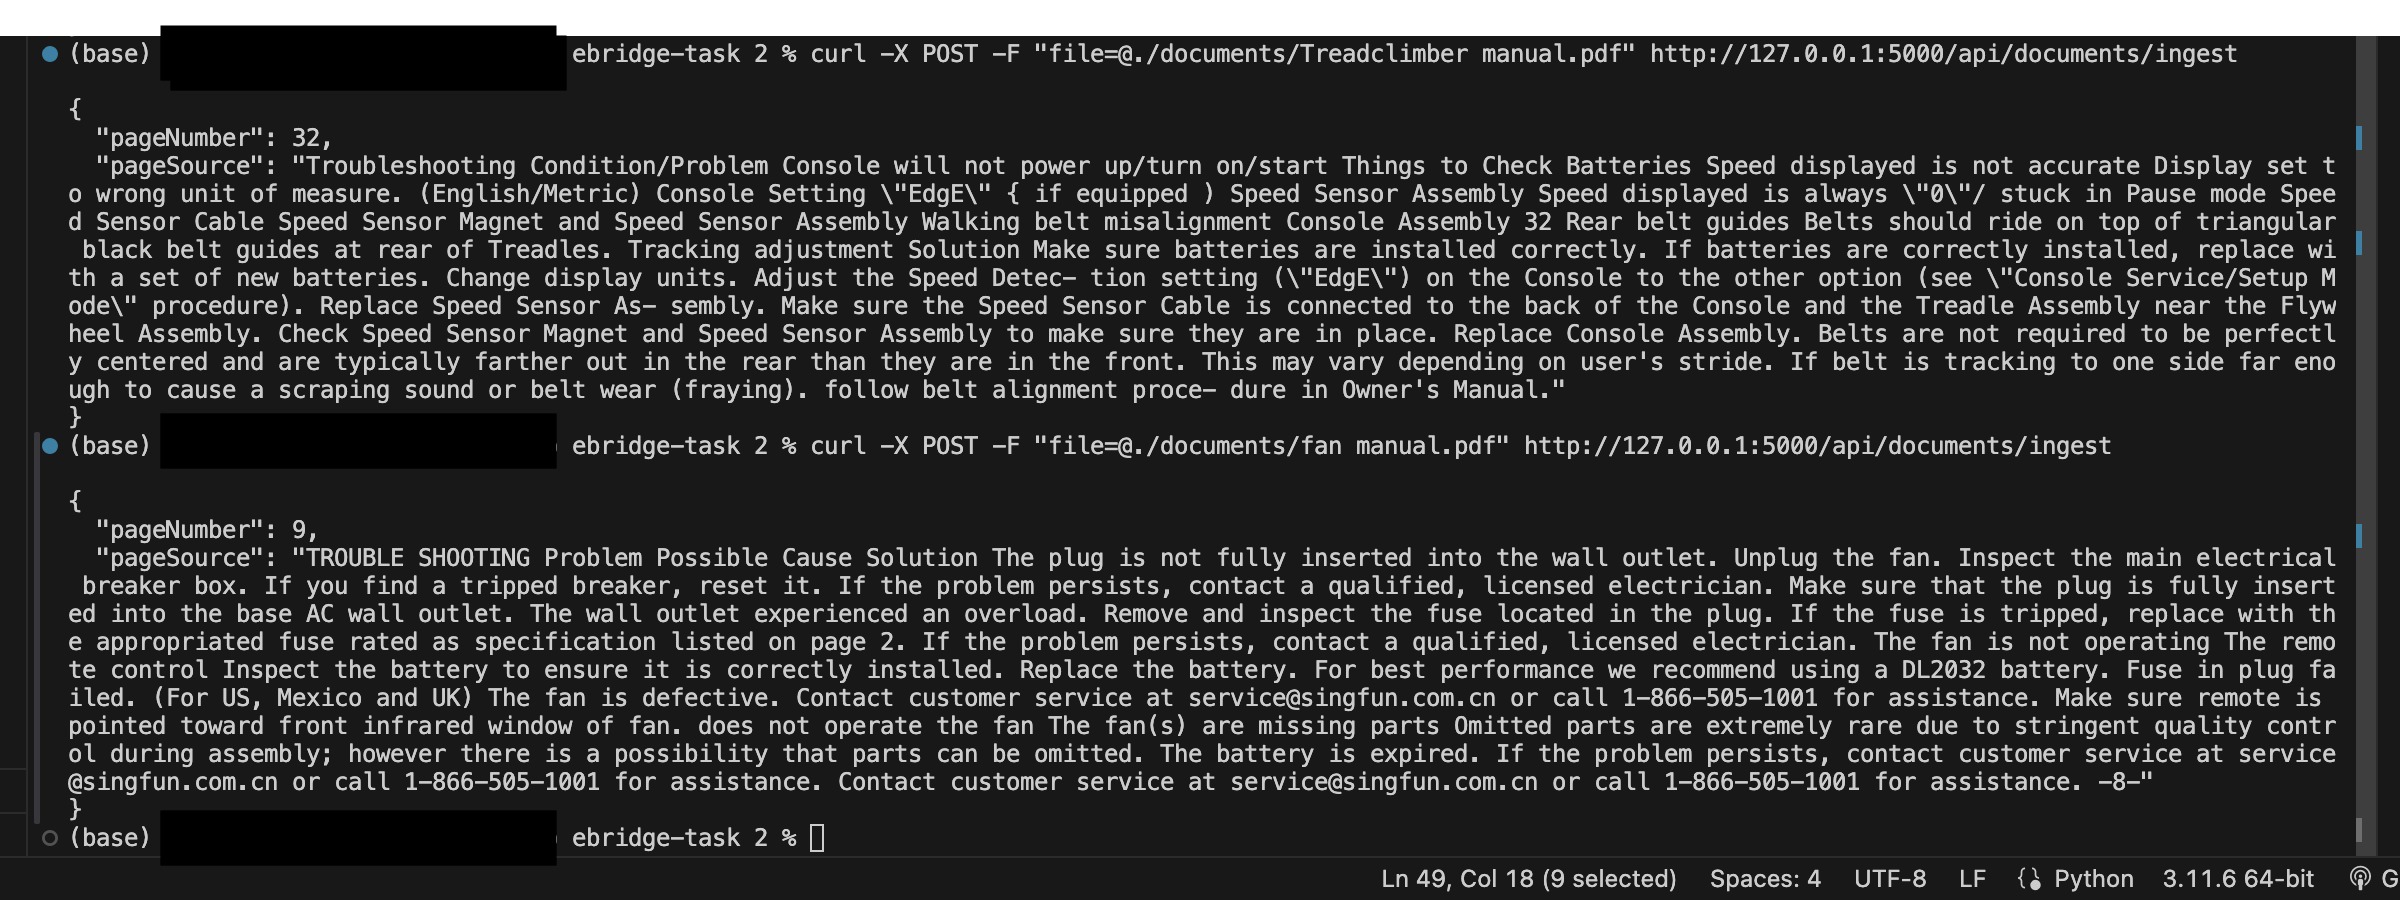 (base) ebridge-task 2 % curl -X POST -F "file=@./documents/Treadclimber manual.pdf" http://127.0.0.1:5000/api/documents/ingest
{
"pageNumber": 32,
"pageSource": "Troubleshooting Condition/Problem Console will not power up/turn on/start Things to Check Batteries Speed displayed is not accurate Display set t
o wrong unit of measure. (English/Metric) Console Setting \"EdgE\" { if equipped ) Speed Sensor Assembly Speed displayed is always \"0\"/ stuck in Pause mode Spee
d Sensor Cable Speed Sensor Magnet and Speed Sensor Assembly Walking belt misalignment Console Assembly 32 Rear belt guides Belts should ride on top of triangular
black belt guides at rear of Treadles. Tracking adjustment Solution Make sure batteries are installed correctly. If batteries are correctly installed, replace wi
th a set of new batteries. Change display units. Adjust the Speed Detec- tion setting (\"EdgE\") on the Console to the other option (see \"Console Service/Setup M
ode\" procedure). Replace Speed Sensor As- sembly. Make sure the Speed Sensor Cable is connected to the back of the Console and the Treadle Assembly near the Flyw
heel Assembly. Check Speed Sensor Magnet and Speed Sensor Assembly to make sure they are in place. Replace Console Assembly. Belts are not required to be perfectl
y centered and are typically farther out in the rear than they are in the front. This may vary depending on user's stride. If belt is tracking to one side far eno
ugh to cause a scraping sound or belt wear (fraying). follow belt alignment proce- dure in Owner's Manual."
}
(base) ebridge-task 2 % curl -X POST -F "file=@./documents/fan manual.pdf" http://127.0.0.1:5000/api/documents/ingest
{
"pageNumber": 9,
"pageSource": "TROUBLE SHOOTING Problem Possible Cause Solution The plug is not fully inserted into the wall outlet. Unplug the fan. Inspect the main electrical
breaker box. If you find a tripped breaker, reset it. If the problem persists, contact a qualified, licensed electrician. Make sure that the plug is fully insert
ed into the base AC wall outlet. The wall outlet experienced an overload. Remove and inspect the fuse located in the plug. If the fuse is tripped, replace with th
e appropriated fuse rated as specification listed on page 2. If the problem persists, contact a qualified, licensed electrician. The fan is not operating The remo
te control Inspect the battery to ensure it is correctly installed. Replace the battery. For best performance we recommend using a DL2032 battery. Fuse in plug fa
iled. (For US, Mexico and UK) The fan is defective. Contact customer service at service@singfun.com.cn or call 1-866-505-1001 for assistance. Make sure remote is
pointed toward front infrared window of fan. does not operate the fan The fan(s) are missing parts Omitted parts are extremely rare due to stringent quality contr
ol during assembly; however there is a possibility that parts can be omitted. The battery is expired. If the problem persists, contact customer service at service
@singfun.com.cn or call 1-866-505-1001 for assistance. Contact customer service at service@singfun.com.cn or call 1-866-505-1001 for assistance. -8-"
}
(base) ebridge-task 2 %
Ln 49, Col 18 (9 selected) Spaces: 4 UTF-8 LF Python 3.11.6 64-bit G